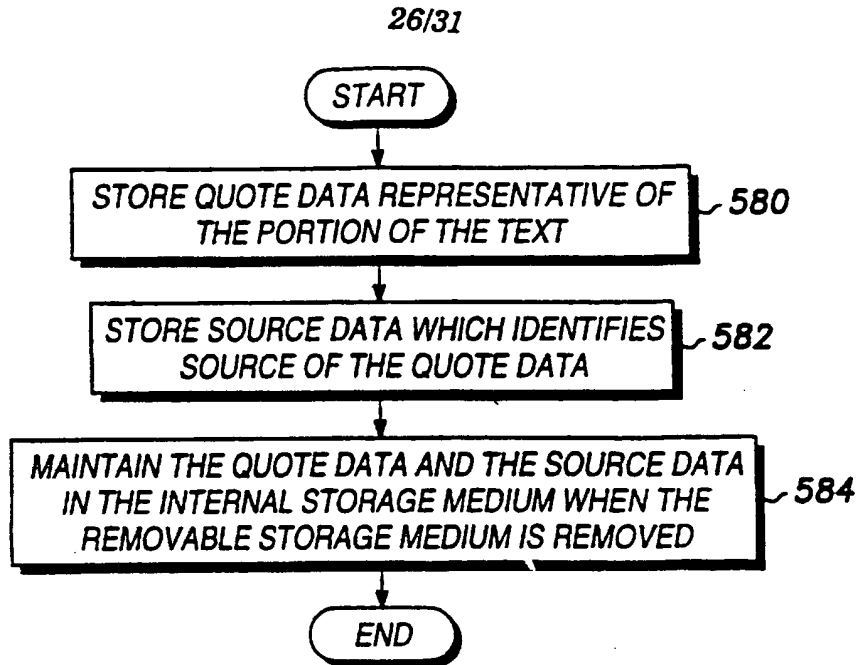 26/31
START
STORE QUOTE DATA REPRESENTATIVE OF
THE PORTION OF THE TEXT
580
STORE SOURCE DATA WHICH IDENTIFIES
SOURCE OF THE QUOTE DATA
582
MAINTAIN THE QUOTE DATA AND THE SOURCE DATA
IN THE INTERNAL STORAGE MEDIUM WHEN THE
REMOVABLE STORAGE MEDIUM IS REMOVED
584
END